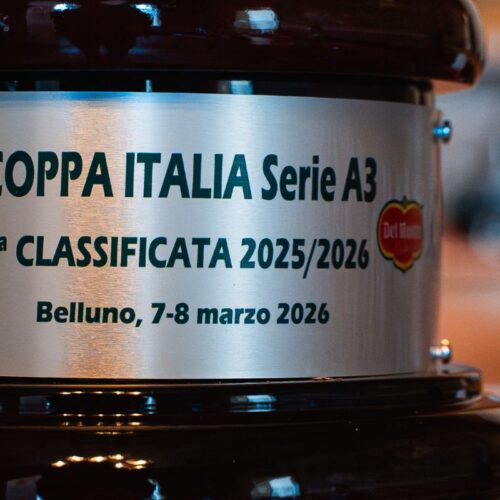 COPPA ITALIA Serie A3
ª CLASSIFICATA 2025/2026
Del Monte
Belluno, 7-8 marzo 2026